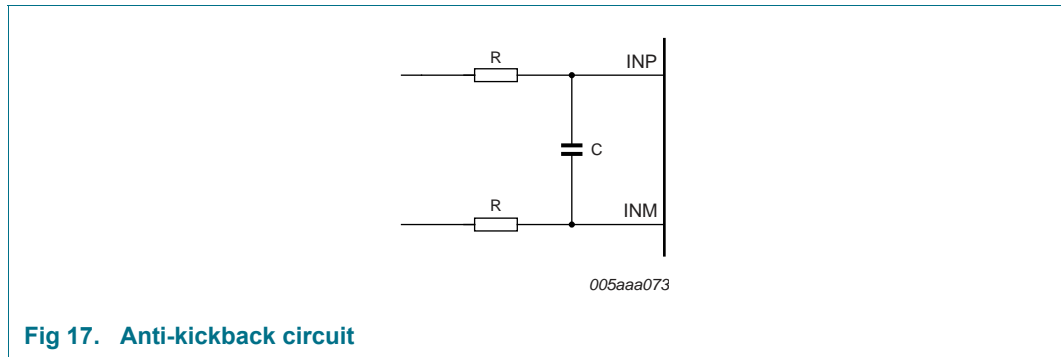 R
INP
C
R
INM
005aaa073
Fig 17. Anti-kickback circuit